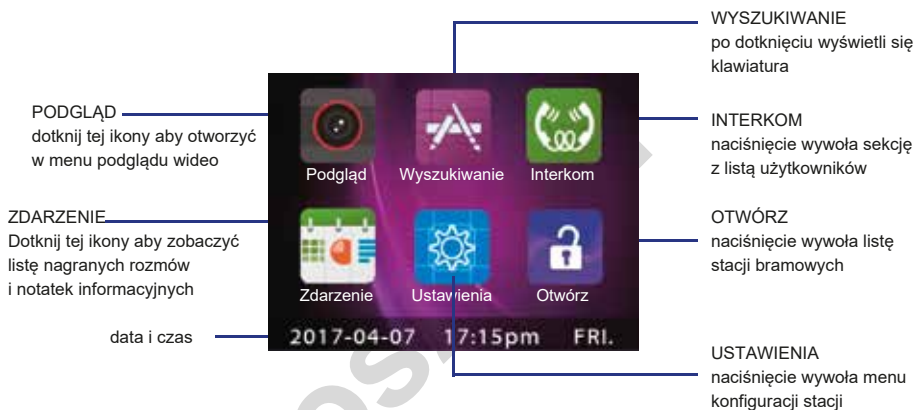 WYSZUKIWANIE
po dotknięciu wyświetli się
klawiatura
PODGLĄD
dotknij tej ikony aby otworzyć
w menu podglądu wideo
INTERKOM
naciśnięcie wywoła sekcję
z listą użytkowników
Podgląd Wyszukiwanie Interkom
ZDARZENIE
Dotknij tej ikony aby zobaczyć
listę nagranych rozmów
i notatek informacyjnych
OTWÓRZ
naciśnięcie wywoła listę
stacji bramowych
Zdarzenie Ustawienia Otwórz
data i czas
2017-04-07 17:15pm FRI.
USTAWIENIA
naciśnięcie wywoła menu
konfiguracji stacji